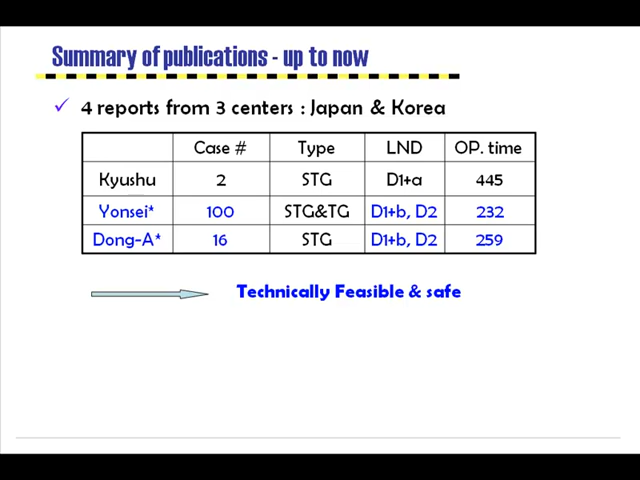 Summary of publications - up to now
✓ 4 reports from 3 centers : Japan & Korea
Case # Type LND OP. time
Kyushu 2 STG D1+a 445
Yonsei* 100 STG&TG D1+b, D2 232
Dong-A* 16 STG D1+b, D2 259
Technically Feasible & safe